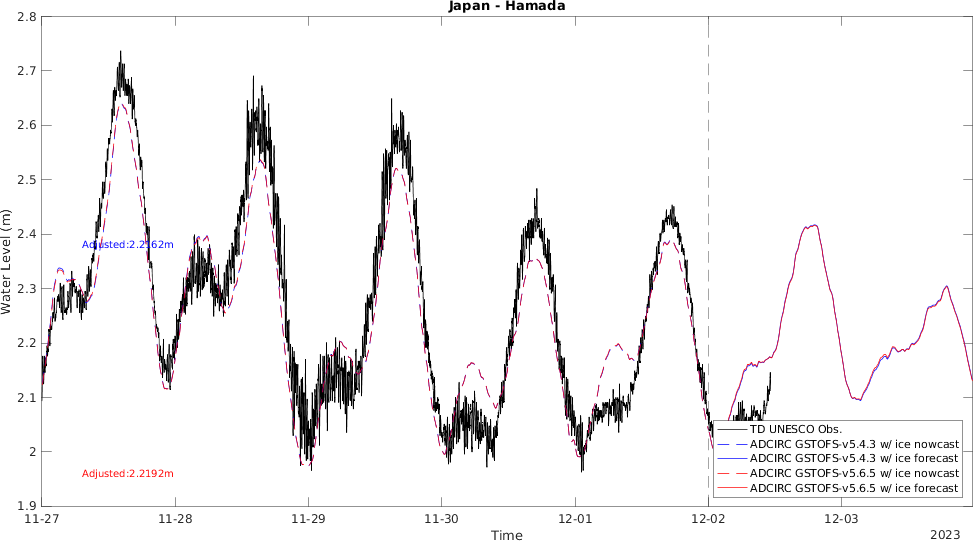 Japan - Hamada
2.8
2.7
2.6
2.5
2.4
2.3
2.2
2.1
2
1.9
Water Level (m)
Adjusted:2.2162m
Adjusted:2.2192m
TD UNESCO Obs.
ADCIRC GSTOFS-v5.4.3 w/ ice nowcast
ADCIRC GSTOFS-v5.4.3 w/ ice forecast
ADCIRC GSTOFS-v5.6.5 w/ ice nowcast
ADCIRC GSTOFS-v5.6.5 w/ ice forecast
11-27 11-28 11-29 11-30 12-01 12-02 12-03
Time
2023